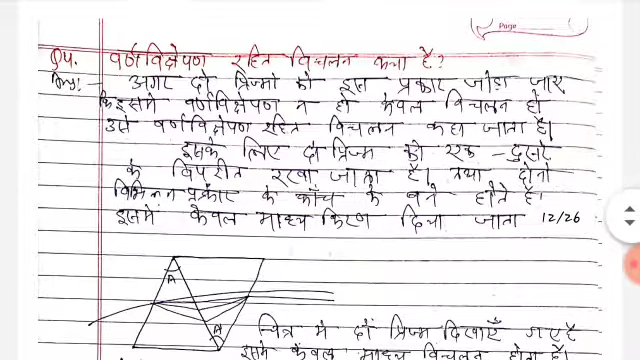 Page
Q4. वर्णविक्षेपण रहित विचलन क्या है?
Ans:- अगर दो प्रिज्मो को इस प्रकार जोडा जाए
कि इसमे वर्णविक्षेपण न हो केवल विचलन हो
उसे वर्णविक्षेपण रहित विचलन कहा जाता है।
इसके लिए दो प्रिज्म को एक - दुसरे
के विपरीत रखा जाता है। तथा दोनो
विभिन्न प्रकार के काँच के बने होते है।
इसमें केवल माध्य किरण दिया जाता
12/26
A
A'
चित्र मे दो प्रिज्म दिखाएँ गए है
इसमे केवल माध्य विचलन होता है